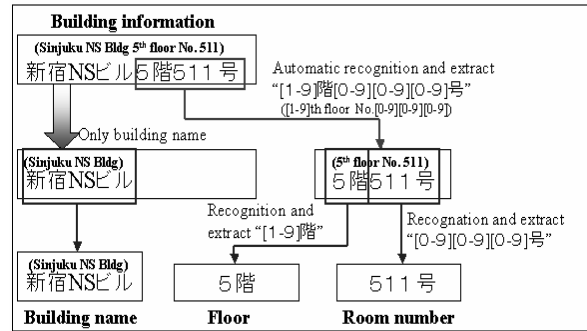 Building information
(Sinjuku NS Bldg 5th floor No. 511)
新宿NSビル5階511号
Automatic recognition and extract
“[1-9]階[0-9][0-9][0-9]号”
([1-9]th floor No.[0-9][0-9][0-9])
Only building name
(Sinjuku NS Bldg)
新宿NSビル
(5th floor No. 511)
5階511号
Recognition and
extract “[1-9]階”
Recognation and extract
“[0-9][0-9][0-9]号”
(Sinjuku NS Bldg)
新宿NSビル
5階
511号
Building name
Floor
Room number